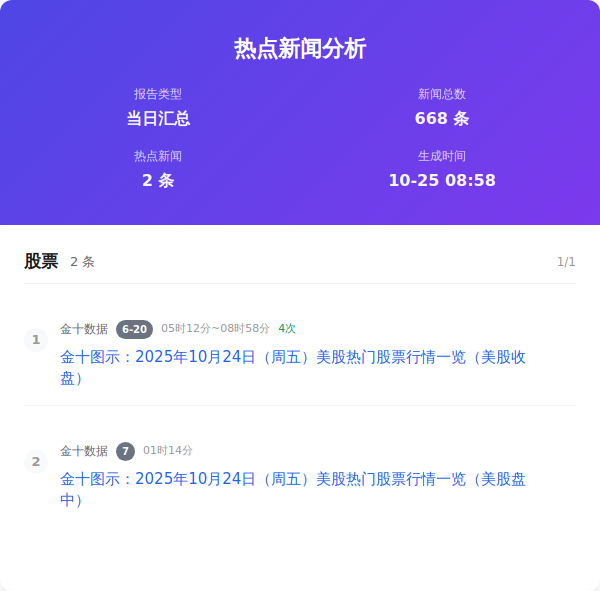 热点新闻分析
报告类型
新闻总数
当日汇总
668 条
热点新闻
生成时间
2 条
10-25 08:58
股票 2 条 1/1
1 金十数据 6-20 05时12分~08时58分 4次
金十图示：2025年10月24日（周五）美股热门股票行情一览（美股收
盘）
2 金十数据 7 01时14分
金十图示：2025年10月24日（周五）美股热门股票行情一览（美股盘
中）